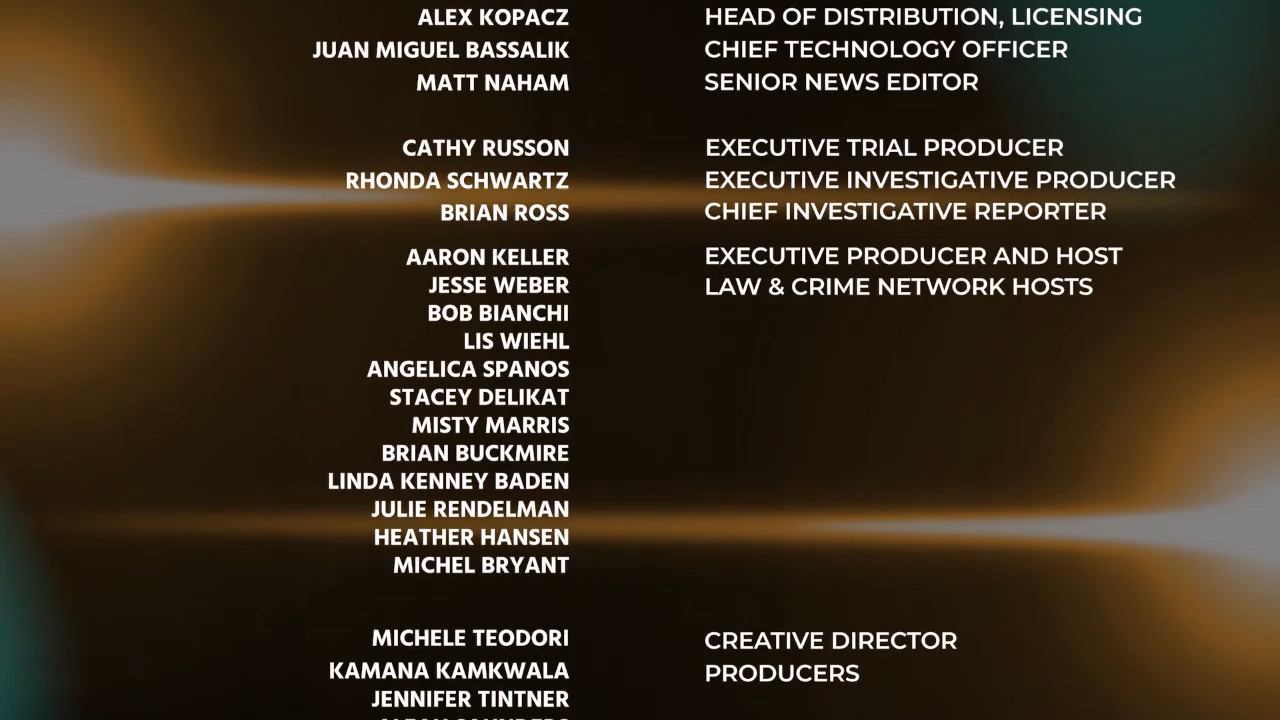 ALEX KOPACZ HEAD OF DISTRIBUTION, LICENSING
JUAN MIGUEL BASSALIK CHIEF TECHNOLOGY OFFICER
MATT NAHAM SENIOR NEWS EDITOR
CATHY RUSSON EXECUTIVE TRIAL PRODUCER
RHONDA SCHWARTZ EXECUTIVE INVESTIGATIVE PRODUCER
BRIAN ROSS CHIEF INVESTIGATIVE REPORTER
AARON KELLER EXECUTIVE PRODUCER AND HOST
JESSE WEBER LAW & CRIME NETWORK HOSTS
BOB BIANCHI
LIS WIEHL
ANGELICA SPANOS
STACEY DELIKAT
MISTY MARRIS
BRIAN BUCKMIRE
LINDA KENNEY BADEN
JULIE RENDELMAN
HEATHER HANSEN
MICHEL BRYANT
MICHELE TEODORI CREATIVE DIRECTOR
KAMANA KAMKWALA PRODUCERS
JENNIFER TINTNER